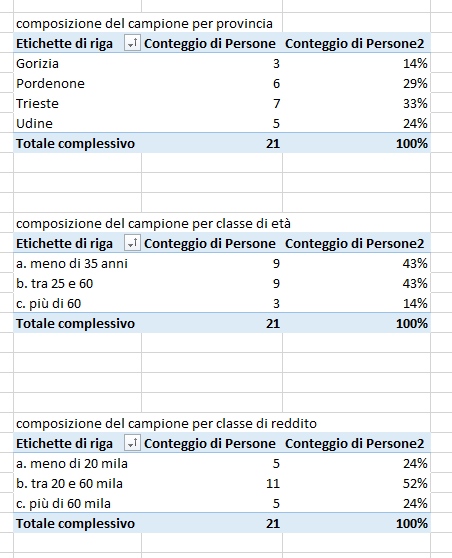 composizione del campione per provincia
Etichette di riga Conteggio di Persone Conteggio di Persone2
Gorizia 3 14%
Pordenone 6 29%
Trieste 7 33%
Udine 5 24%
Totale complessivo 21 100%
composizione del campione per classe di età
Etichette di riga Conteggio di Persone Conteggio di Persone2
a. meno di 35 anni 9 43%
b. tra 25 e 60 9 43%
c. più di 60 3 14%
Totale complessivo 21 100%
composizione del campione per classe di reddito
Etichette di riga Conteggio di Persone Conteggio di Persone2
a. meno di 20 mila 5 24%
b. tra 20 e 60 mila 11 52%
c. più di 60 mila 5 24%
Totale complessivo 21 100%